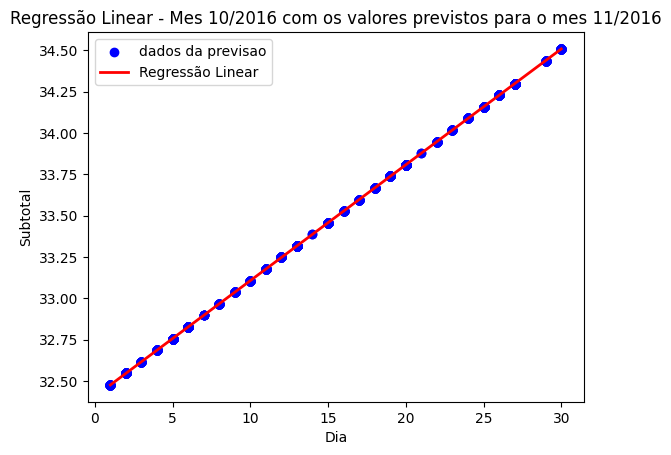 Regressão Linear - Mes 10/2016 com os valores previstos para o mes 11/2016
dados da previsao
Regressão Linear
34.50
34.25
34.00
33.75
33.50
33.25
33.00
32.75
32.50
Subtotal
0 5 10 15 20 25 30
Dia